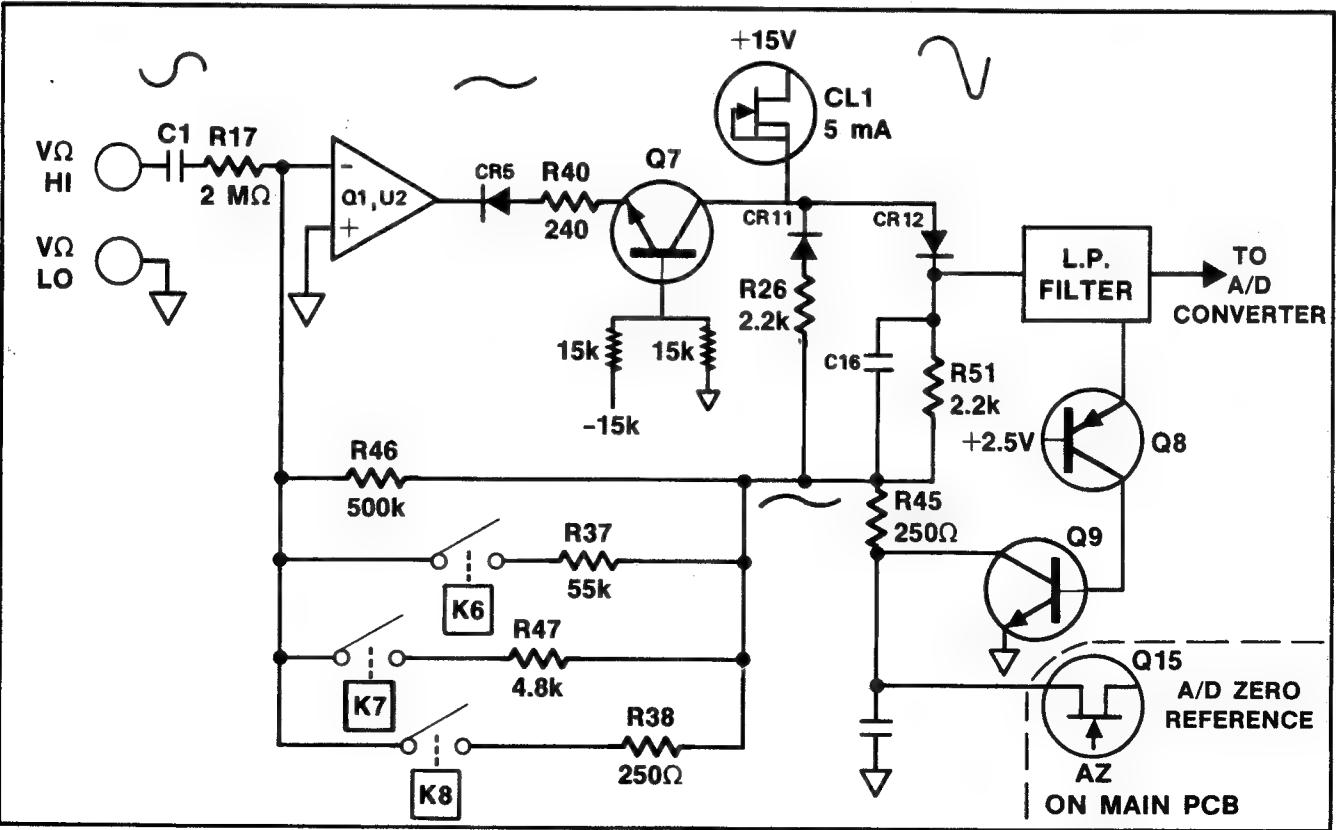 +15V
CL1
5 mA
VΩ
HI
C1
R17
2 MΩ
-
+
Q1,U2
CR5
R40
240
Q7
CR11
CR12
VΩ
LO
R26
2.2k
L.P.
FILTER
TO
A/D
CONVERTER
15k
15k
-15k
C16
R51
2.2k
+2.5V
Q8
R46
500k
R45
250Ω
Q9
R37
55k
K6
R47
4.8k
K7
R38
250Ω
K8
Q15
A/D ZERO
REFERENCE
AZ
ON MAIN PCB